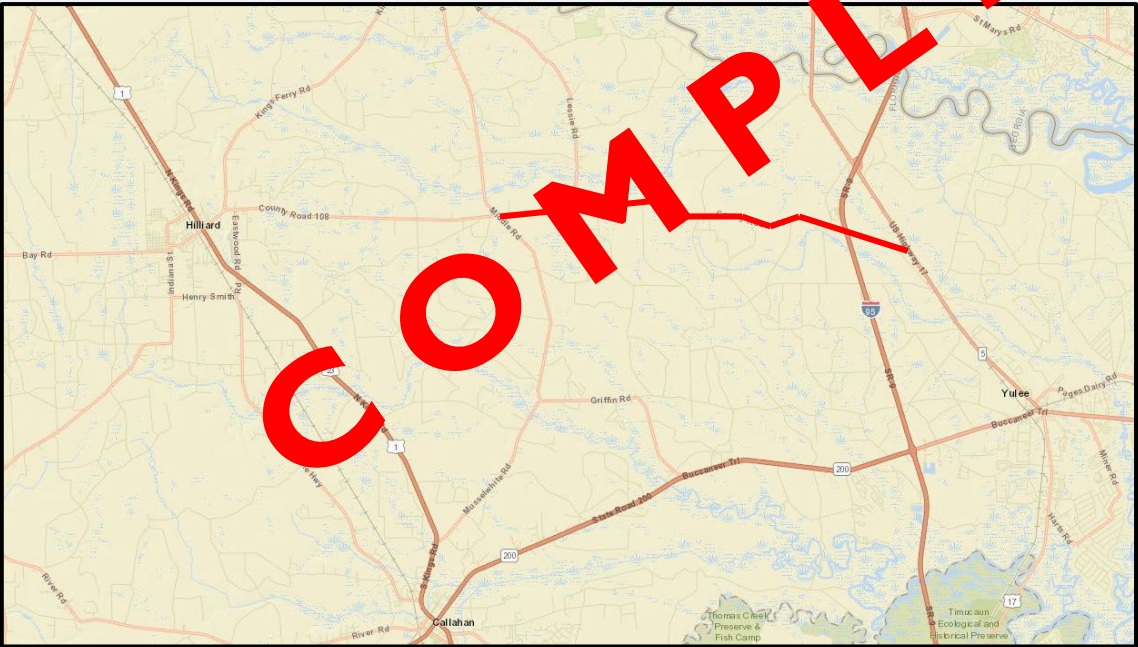 St Marys Rd
1
Kings Ferry Rd
Lessie Rd
FLORIDA
GEORGIA
N Kings Rd
SR 9
County Road 108
Middle Rd
Hilliard
Eastwood Rd
US Highway 17
Bay Rd
Indiana St
Pl Rd
Henry Smith
95
5
23
SR 9
Yulee
Pages Dairy Rd
Griffin Rd
Buccaneer Trl
1
Buccaneer Trl
200
Miner Rd
Musselwhite Rd
State Road 200
Harts Rd
200
S Kings Rd
River Rd
17
SR 9
Callahan
River Rd
Thomas Creek
Preserve &
Fish Camp
Timucuan
Ecological and
Historical Preserve
COMPL